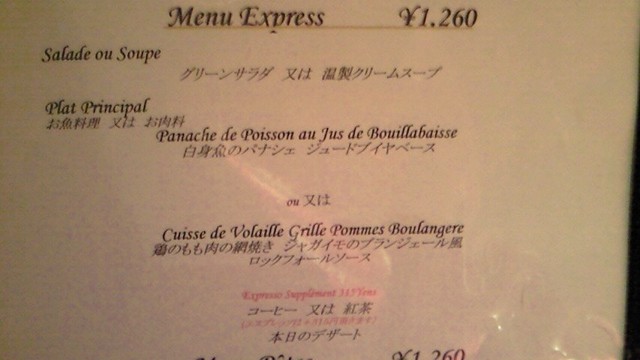 Menu Express ¥1.260
Salade ou Soupe
グリーンサラダ 又は 温製クリームスープ
Plat Principal
お魚料理 又は お肉料
Panache de Poisson au Jus de Bouillabaisse
白身魚のパナシェ ジュードブイヤベース
ou 又は
Cuisse de Volaille Grille Pommes Boulangere
鶏のもも肉の網焼き ジャガイモのブランジェール風
ロックフォールソース
Expresso Supplement 315Yens
コーヒー 又は 紅茶
本日のデザート
Menu ¥1.260